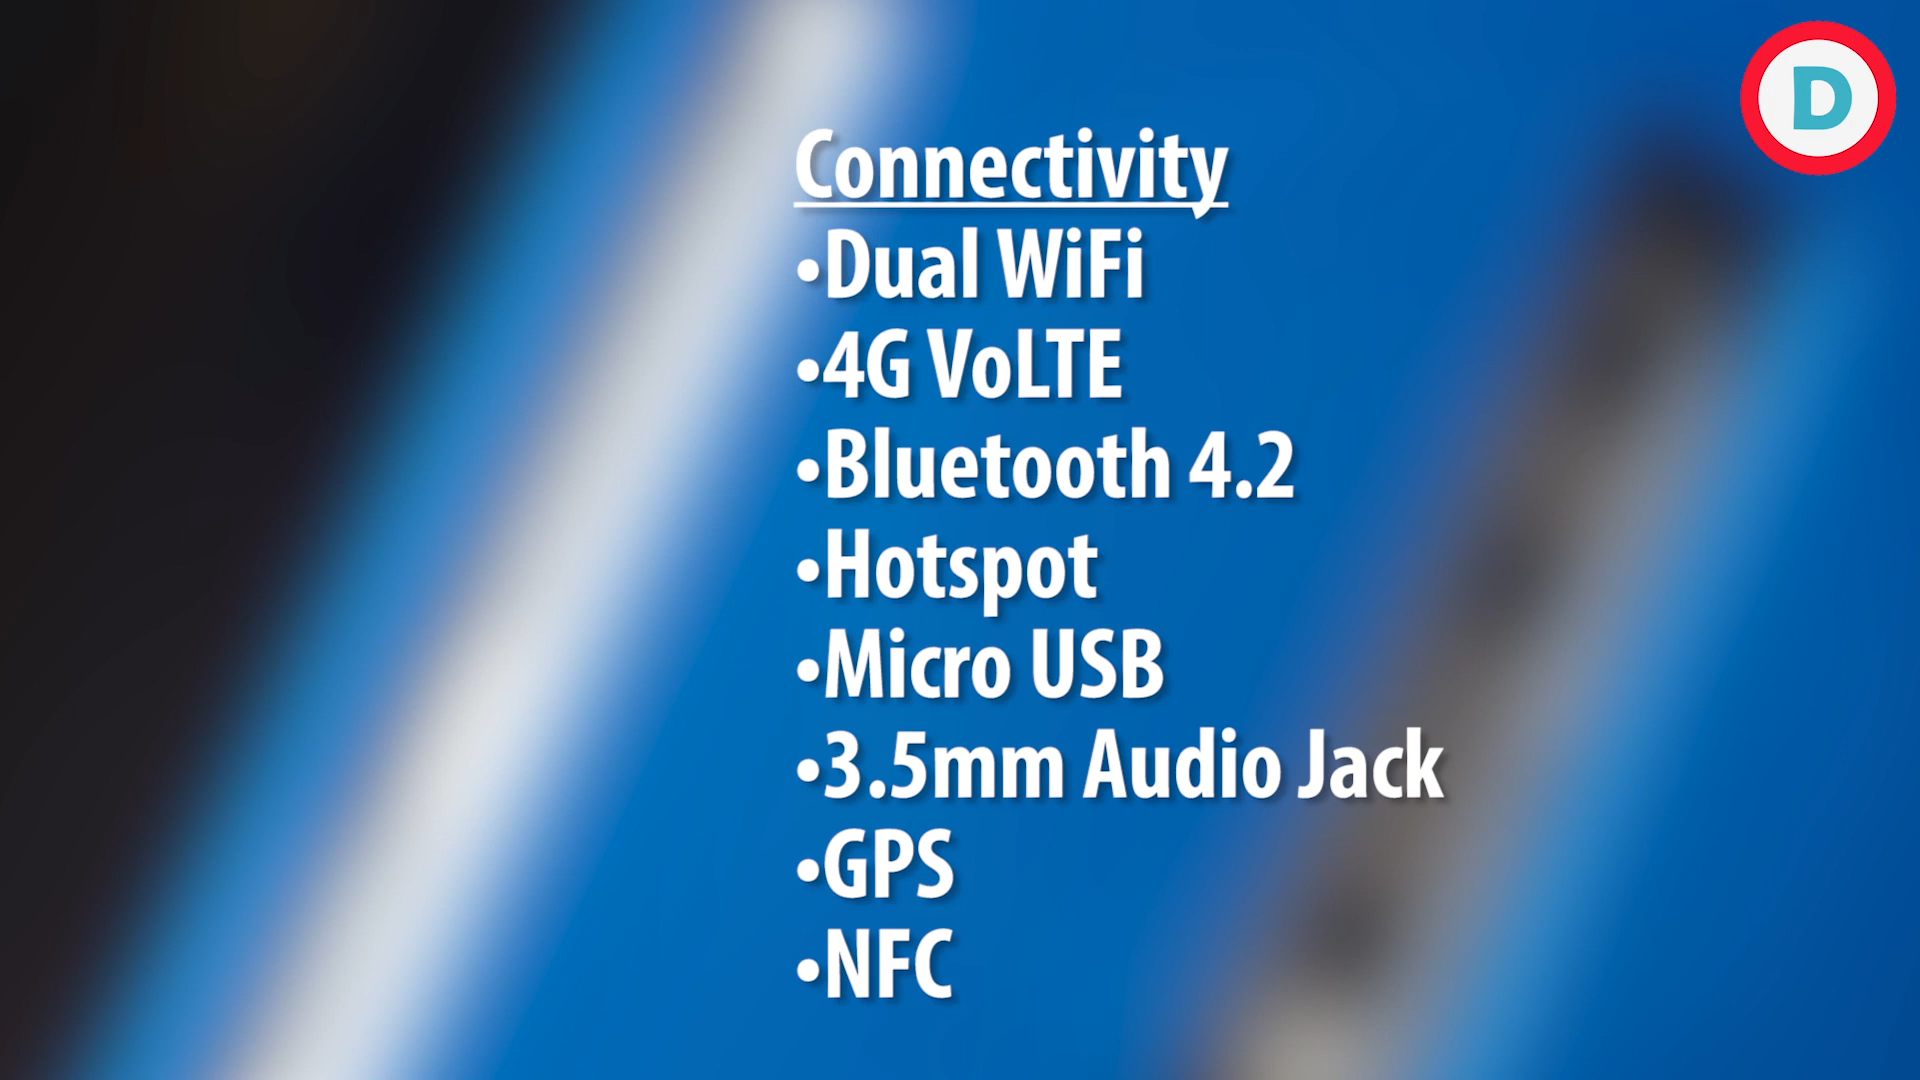 D
Connectivity
•Dual WiFi
•4G VoLTE
•Bluetooth 4.2
•Hotspot
•Micro USB
•3.5mm Audio Jack
•GPS
•NFC